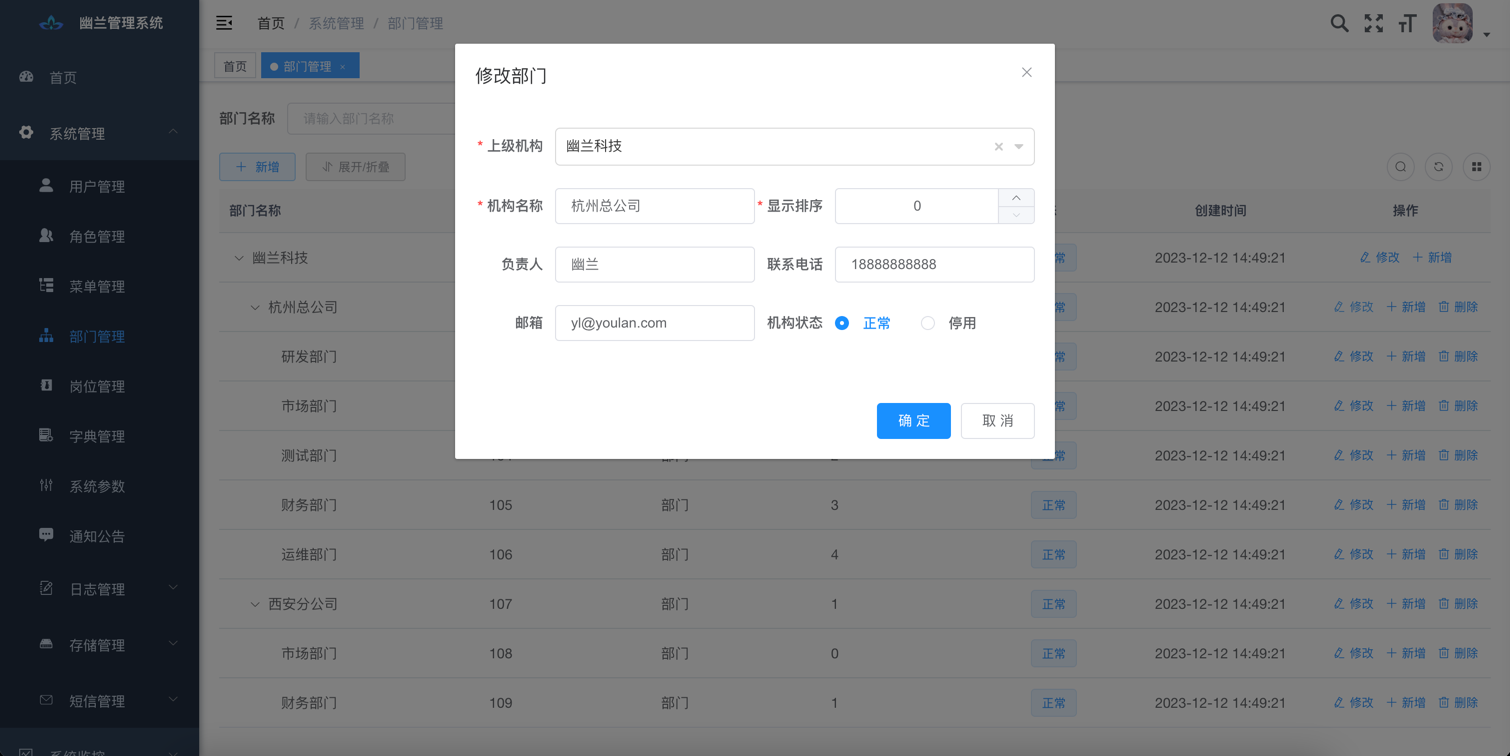 幽兰管理系统
首页 / 系统管理 / 部门管理
首页
部门管理 ×
首页
系统管理
用户管理
角色管理
菜单管理
部门管理
岗位管理
字典管理
系统参数
通知公告
日志管理
存储管理
短信管理
系统监控
部门名称 请输入部门名称
+ 新增 展开/折叠
部门名称 创建时间 操作
幽兰科技 常 2023-12-12 14:49:21 修改 + 新增
杭州总公司 常 2023-12-12 14:49:21 修改 + 新增 删除
研发部门 常 2023-12-12 14:49:21 修改 + 新增 删除
市场部门 常 2023-12-12 14:49:21 修改 + 新增 删除
测试部门 部门 常 2023-12-12 14:49:21 修改 + 新增 删除
财务部门 105 部门 3 正常 2023-12-12 14:49:21 修改 + 新增 删除
运维部门 106 部门 4 正常 2023-12-12 14:49:21 修改 + 新增 删除
西安分公司 107 部门 1 正常 2023-12-12 14:49:21 修改 + 新增 删除
市场部门 108 部门 0 正常 2023-12-12 14:49:21 修改 + 新增 删除
财务部门 109 部门 1 正常 2023-12-12 14:49:21 修改 + 新增 删除
修改部门
* 上级机构 幽兰科技
* 机构名称 杭州总公司 * 显示排序 0
负责人 幽兰 联系电话 18888888888
邮箱 yl@youlan.com 机构状态 正常 停用
确 定 取 消